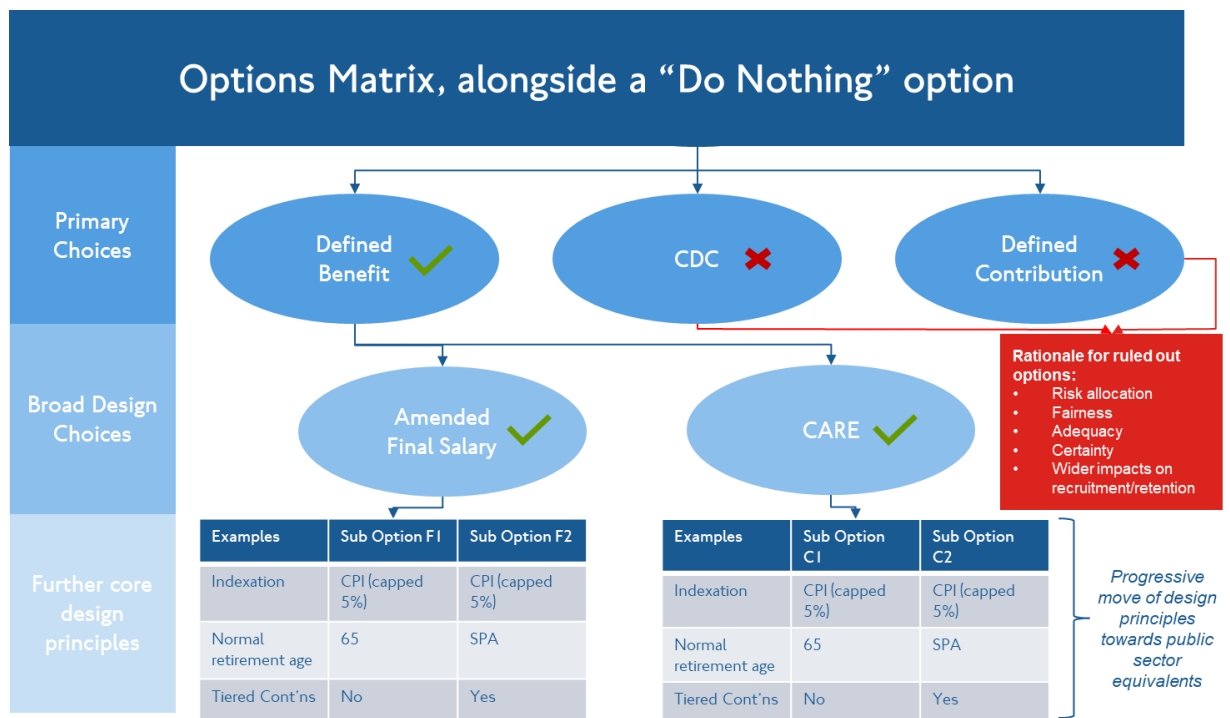 Options Matrix, alongside a “Do Nothing” option
Primary
Choices
Defined
Benefit
CDC
Defined
Contribution
Rationale for ruled out
options:
• Risk allocation
• Fairness
• Adequacy
• Certainty
• Wider impacts on
recruitment/retention
Broad Design
Choices
Amended
Final Salary
CARE
Further core
design
principles
Examples Sub Option F1 Sub Option F2
Indexation CPI (capped CPI (capped
5%) 5%)
Normal 65 SPA
retirement age
Tiered Cont’ns No Yes
Examples Sub Option Sub Option
C1 C2
Indexation CPI (capped CPI (capped
5%) 5%)
Normal 65 SPA
retirement age
Tiered Cont’ns No Yes
Progressive
move of design
principles
towards public
sector
equivalents